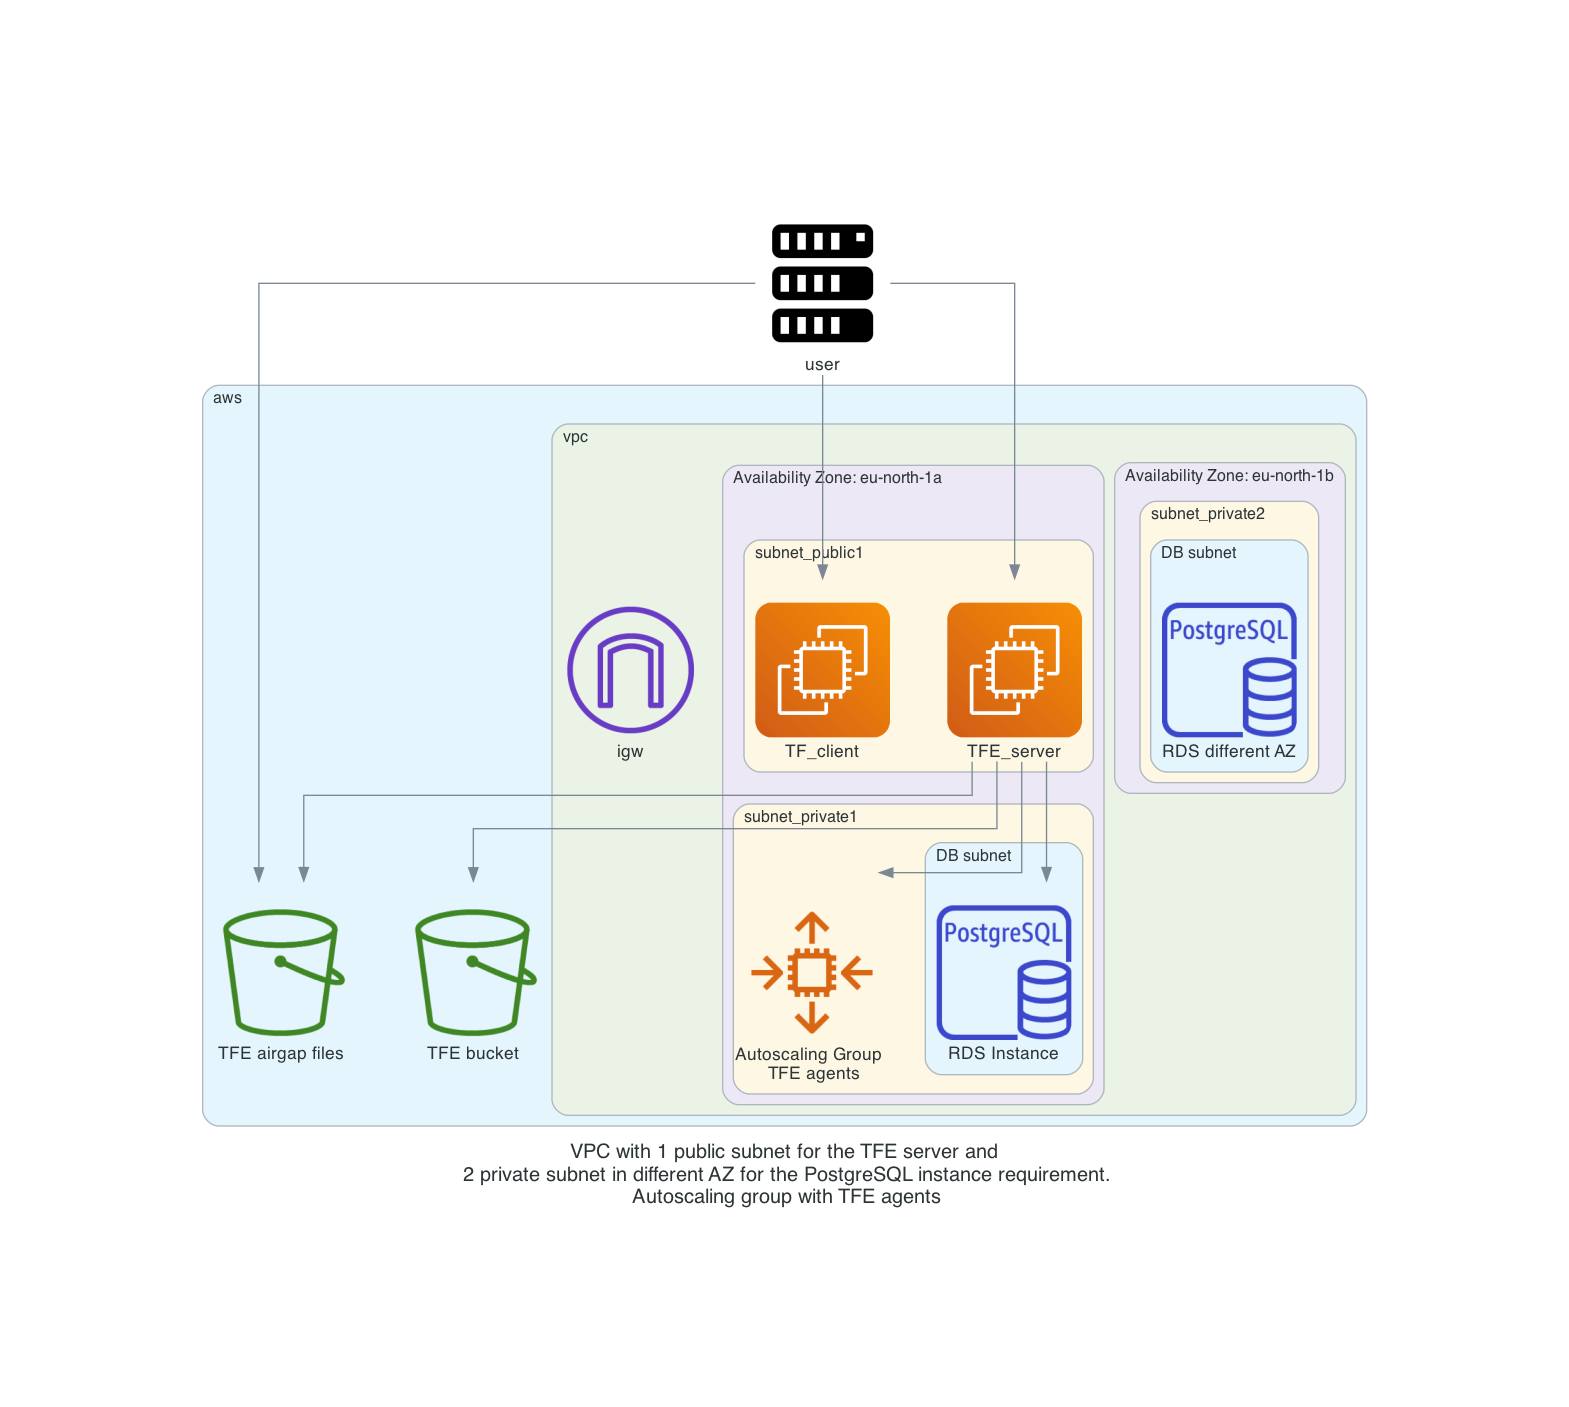 user
aws
vpc
Availability Zone: eu-north-1a
Availability Zone: eu-north-1b
subnet_private2
subnet_public1
DB subnet
PostgreSQL
igw
TF_client
TFE_server
RDS different AZ
subnet_private1
DB subnet
PostgreSQL
TFE airgap files
TFE bucket
Autoscaling Group
TFE agents
RDS Instance
VPC with 1 public subnet for the TFE server and
2 private subnet in different AZ for the PostgreSQL instance requirement.
Autoscaling group with TFE agents